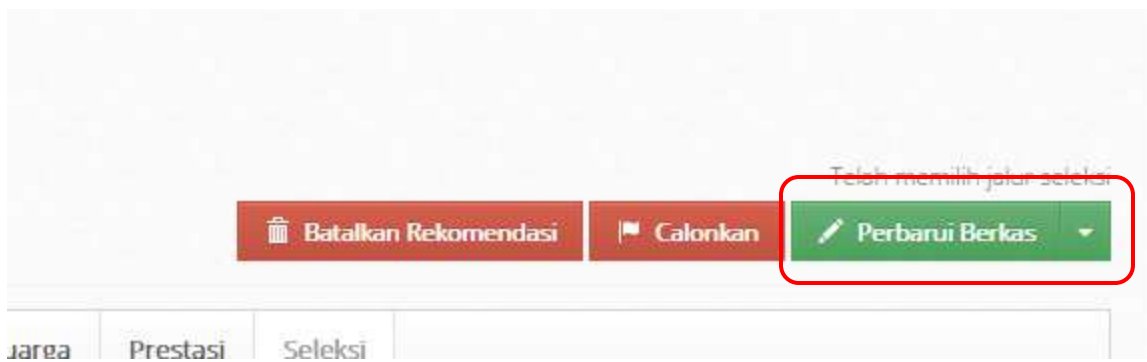 Telah memilih jalur seleksi
Batalkan Rekomendasi Calonkan Perbarui Berkas
uarga Prestasi Seleksi